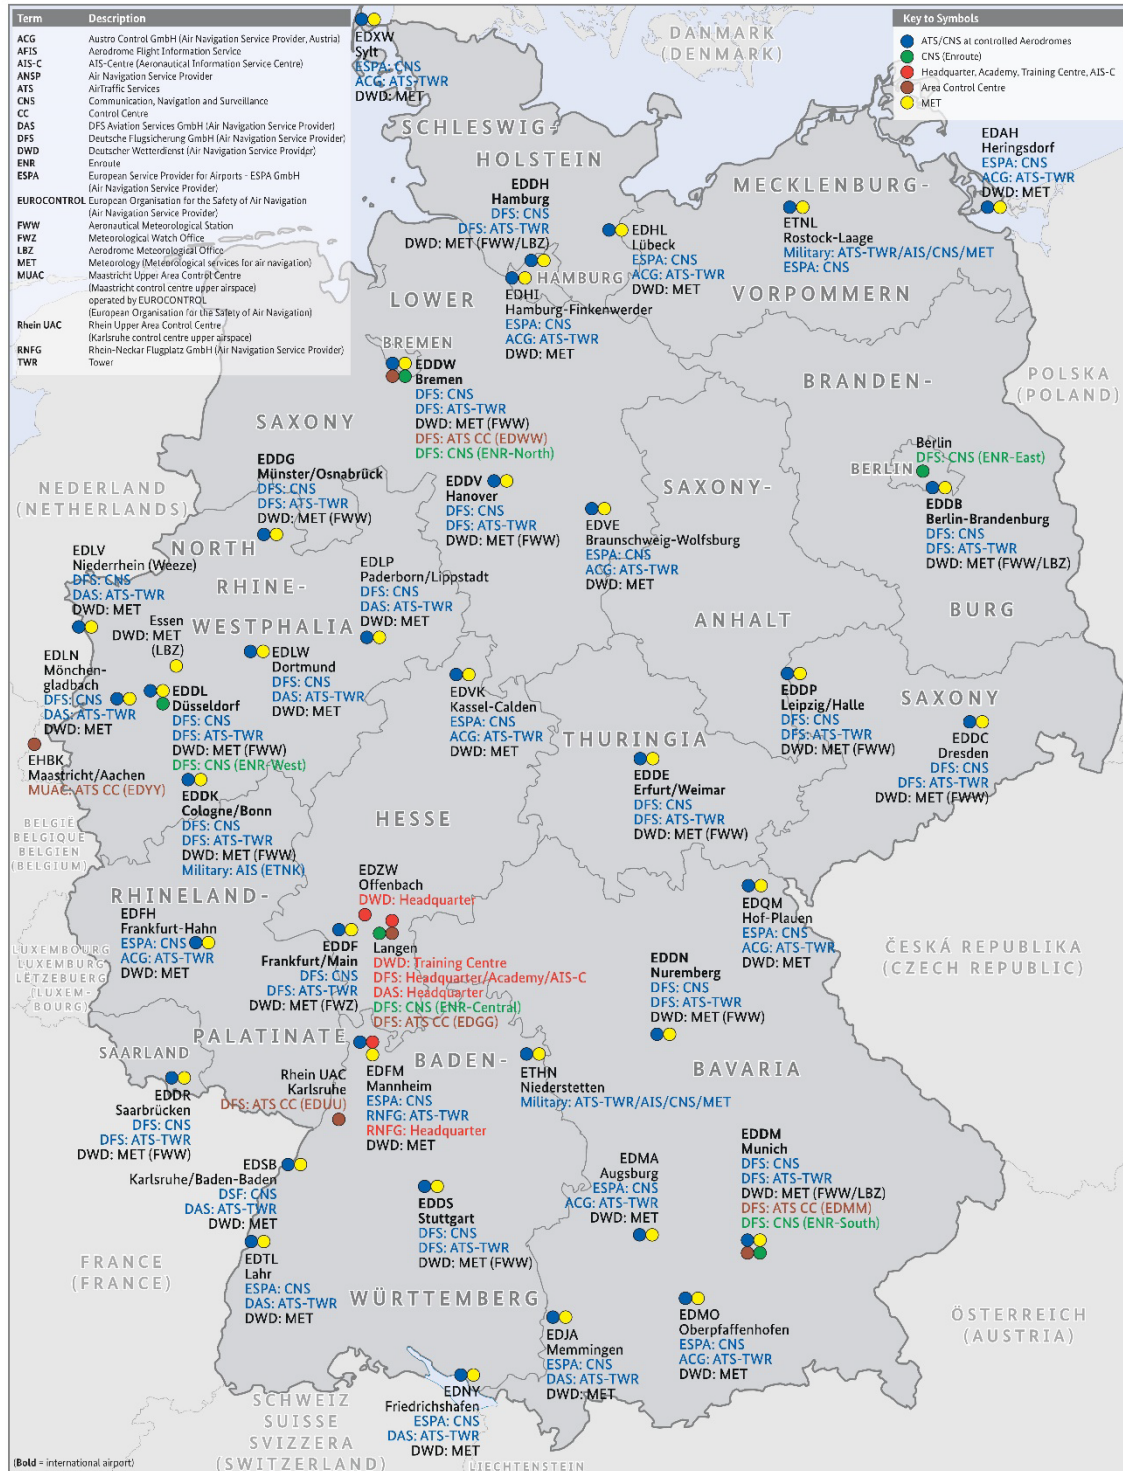 Term Description
ACG Austro Control GmbH (Air Navigation Service Provider, Austria)
AFIS Aerodrome Flight Information Service
AIS-C AIS-Centre (Aeronautical Information Service Centre)
ANSP Air Navigation Service Provider
ATS AirTraffic Services
CNS Communication, Navigation and Surveillance
CC Control Centre
DAS DFS Aviation Services GmbH (Air Navigation Service Provider)
DFS Deutsche Flugsicherung GmbH (Air Navigation Service Provider)
DWD Deutscher Wetterdienst (Air Navigation Service Provider)
ENR Enroute
ESPA European Service Provider for Airports - ESPA GmbH
(Air Navigation Service Provider)
EUROCONTROL European Organisation for the Safety of Air Navigation
(Air Navigation Service Provider)
FWW Aeronautical Meteorological Station
FWZ Meteorological Watch Office
LBZ Aerodrome Meteorological Office
MET Meteorology (Meteorological services for air navigation)
MUAC Maastricht Upper Area Control Centre
(Maastricht control centre upper airspace)
operated by EUROCONTROL
(European Organisation for the Safety of Air Navigation)
Rhein UAC Rhein Upper Area Control Centre
(Karlsruhe control centre upper airspace)
RNFG Rhein-Neckar Flugplatz GmbH (Air Navigation Service Provider)
TWR Tower
Key to Symbols
ATS/CNS at controlled Aerodromes
CNS (Enroute)
Headquarter, Academy, Training Centre, AIS-C
Area Control Centre
MET
DANMARK
(DENMARK)
EDXW
Sylt
ESPA: CNS
ACG: ATS-TWR
DWD: MET
SCHLESWIG-
HOLSTEIN
EDAH
Heringsdorf
ESPA: CNS
ACG: ATS-TWR
DWD: MET
MECKLENBURG-
VORPOMMERN
EDDH
Hamburg
DFS: CNS
DFS: ATS-TWR
DWD: MET (FWW/LBZ)
EDHL
Lübeck
ESPA: CNS
ACG: ATS-TWR
DWD: MET
ETNL
Rostock-Laage
Military: ATS-TWR/AIS/CNS/MET
ESPA: CNS
HAMBURG
EDHI
Hamburg-Finkenwerder
ESPA: CNS
ACG: ATS-TWR
DWD: MET
LOWER
SAXONY
BREMEN
EDDW
Bremen
DFS: CNS
DFS: ATS-TWR
DWD: MET (FWW)
DFS: ATS CC (EDWW)
DFS: CNS (ENR-North)
BRANDEN-
BURG
POLSKA
(POLAND)
Berlin
DFS: CNS (ENR-East)
BERLIN
EDDB
Berlin-Brandenburg
DFS: CNS
DFS: ATS-TWR
DWD: MET (FWW/LBZ)
NEDERLAND
(NETHERLANDS)
EDDG
Münster/Osnabrück
DFS: CNS
DFS: ATS-TWR
DWD: MET (FWW)
EDDV
Hanover
DFS: CNS
DFS: ATS-TWR
DWD: MET (FWW)
EDVE
Braunschweig-Wolfsburg
ESPA: CNS
ACG: ATS-TWR
DWD: MET
SAXONY-
ANHALT
NORTH
RHINE-
WESTPHALIA
EDLV
Niederrhein (Weeze)
DFS: CNS
DAS: ATS-TWR
DWD: MET
EDLP
Paderborn/Lippstadt
DFS: CNS
DAS: ATS-TWR
DWD: MET
Essen
DWD: MET
(LBZ)
EDLN
Mönchen-
gladbach
DFS: CNS
DAS: ATS-TWR
DWD: MET
EDLW
Dortmund
DFS: CNS
DAS: ATS-TWR
DWD: MET
EDDL
Düsseldorf
DFS: CNS
DFS: ATS-TWR
DWD: MET (FWW)
DFS: CNS (ENR-West)
EDVK
Kassel-Calden
ESPA: CNS
ACG: ATS-TWR
DWD: MET
EDDP
Leipzig/Halle
DFS: CNS
DFS: ATS-TWR
DWD: MET (FWW)
SAXONY
EDDC
Dresden
DFS: CNS
DFS: ATS-TWR
DWD: MET (FWW)
THURINGIA
EDDE
Erfurt/Weimar
DFS: CNS
DFS: ATS-TWR
DWD: MET (FWW)
EHBK
Maastricht/Aachen
MUAC: ATS CC (EDYY)
EDDK
Cologne/Bonn
DFS: CNS
DFS: ATS-TWR
DWD: MET (FWW)
Military: AIS (ETNK)
BELGIË
BELGIQUE
BELGIEN
(BELGIUM)
HESSE
RHINELAND-
PALATINATE
EDFH
Frankfurt-Hahn
ESPA: CNS
ACG: ATS-TWR
DWD: MET
LUXEMBOURG
LUXEMBURG
LËTZEBUERG
(LUXEM-
BOURG)
EDZW
Offenbach
DWD: Headquarter
EDDF
Frankfurt/Main
DFS: CNS
DFS: ATS-TWR
DWD: MET (FWZ)
Langen
DWD: Training Centre
DFS: Headquarter/Academy/AIS-C
DAS: Headquarter
DFS: CNS (ENR-Central)
DFS: ATS CC (EDGG)
EDQM
Hof-Plauen
ESPA: CNS
ACG: ATS-TWR
DWD: MET
ČESKÁ REPUBLIKA
(CZECH REPUBLIC)
EDDN
Nuremberg
DFS: CNS
DFS: ATS-TWR
DWD: MET (FWW)
SAARLAND
EDDR
Saarbrücken
DFS: CNS
DFS: ATS-TWR
DWD: MET (FWW)
Rhein UAC
Karlsruhe
DFS: ATS CC (EDUU)
EDFM
Mannheim
ESPA: CNS
RNFG: ATS-TWR
RNFG: Headquarter
DWD: MET
BADEN-
WÜRTTEMBERG
ETHN
Niederstetten
Military: ATS-TWR/AIS/CNS/MET
BAVARIA
EDSB
Karlsruhe/Baden-Baden
DSF: CNS
DAS: ATS-TWR
DWD: MET
EDDS
Stuttgart
DFS: CNS
DFS: ATS-TWR
DWD: MET (FWW)
EDMA
Augsburg
ESPA: CNS
ACG: ATS-TWR
DWD: MET
EDDM
Munich
DFS: CNS
DFS: ATS-TWR
DWD: MET (FWW/LBZ)
DFS: ATS CC (EDMM)
DFS: CNS (ENR-South)
FRANCE
(FRANCE)
EDTL
Lahr
ESPA: CNS
DAS: ATS-TWR
DWD: MET
EDJA
Memmingen
ESPA: CNS
DAS: ATS-TWR
DWD: MET
EDMO
Oberpfaffenhofen
ESPA: CNS
ACG: ATS-TWR
DWD: MET
ÖSTERREICH
(AUSTRIA)
EDNY
Friedrichshafen
ESPA: CNS
DAS: ATS-TWR
DWD: MET
SCHWEIZ
SUISSE
SVIZZERA
(SWITZERLAND)
LIECHTENSTEIN
(Bold = international airport)